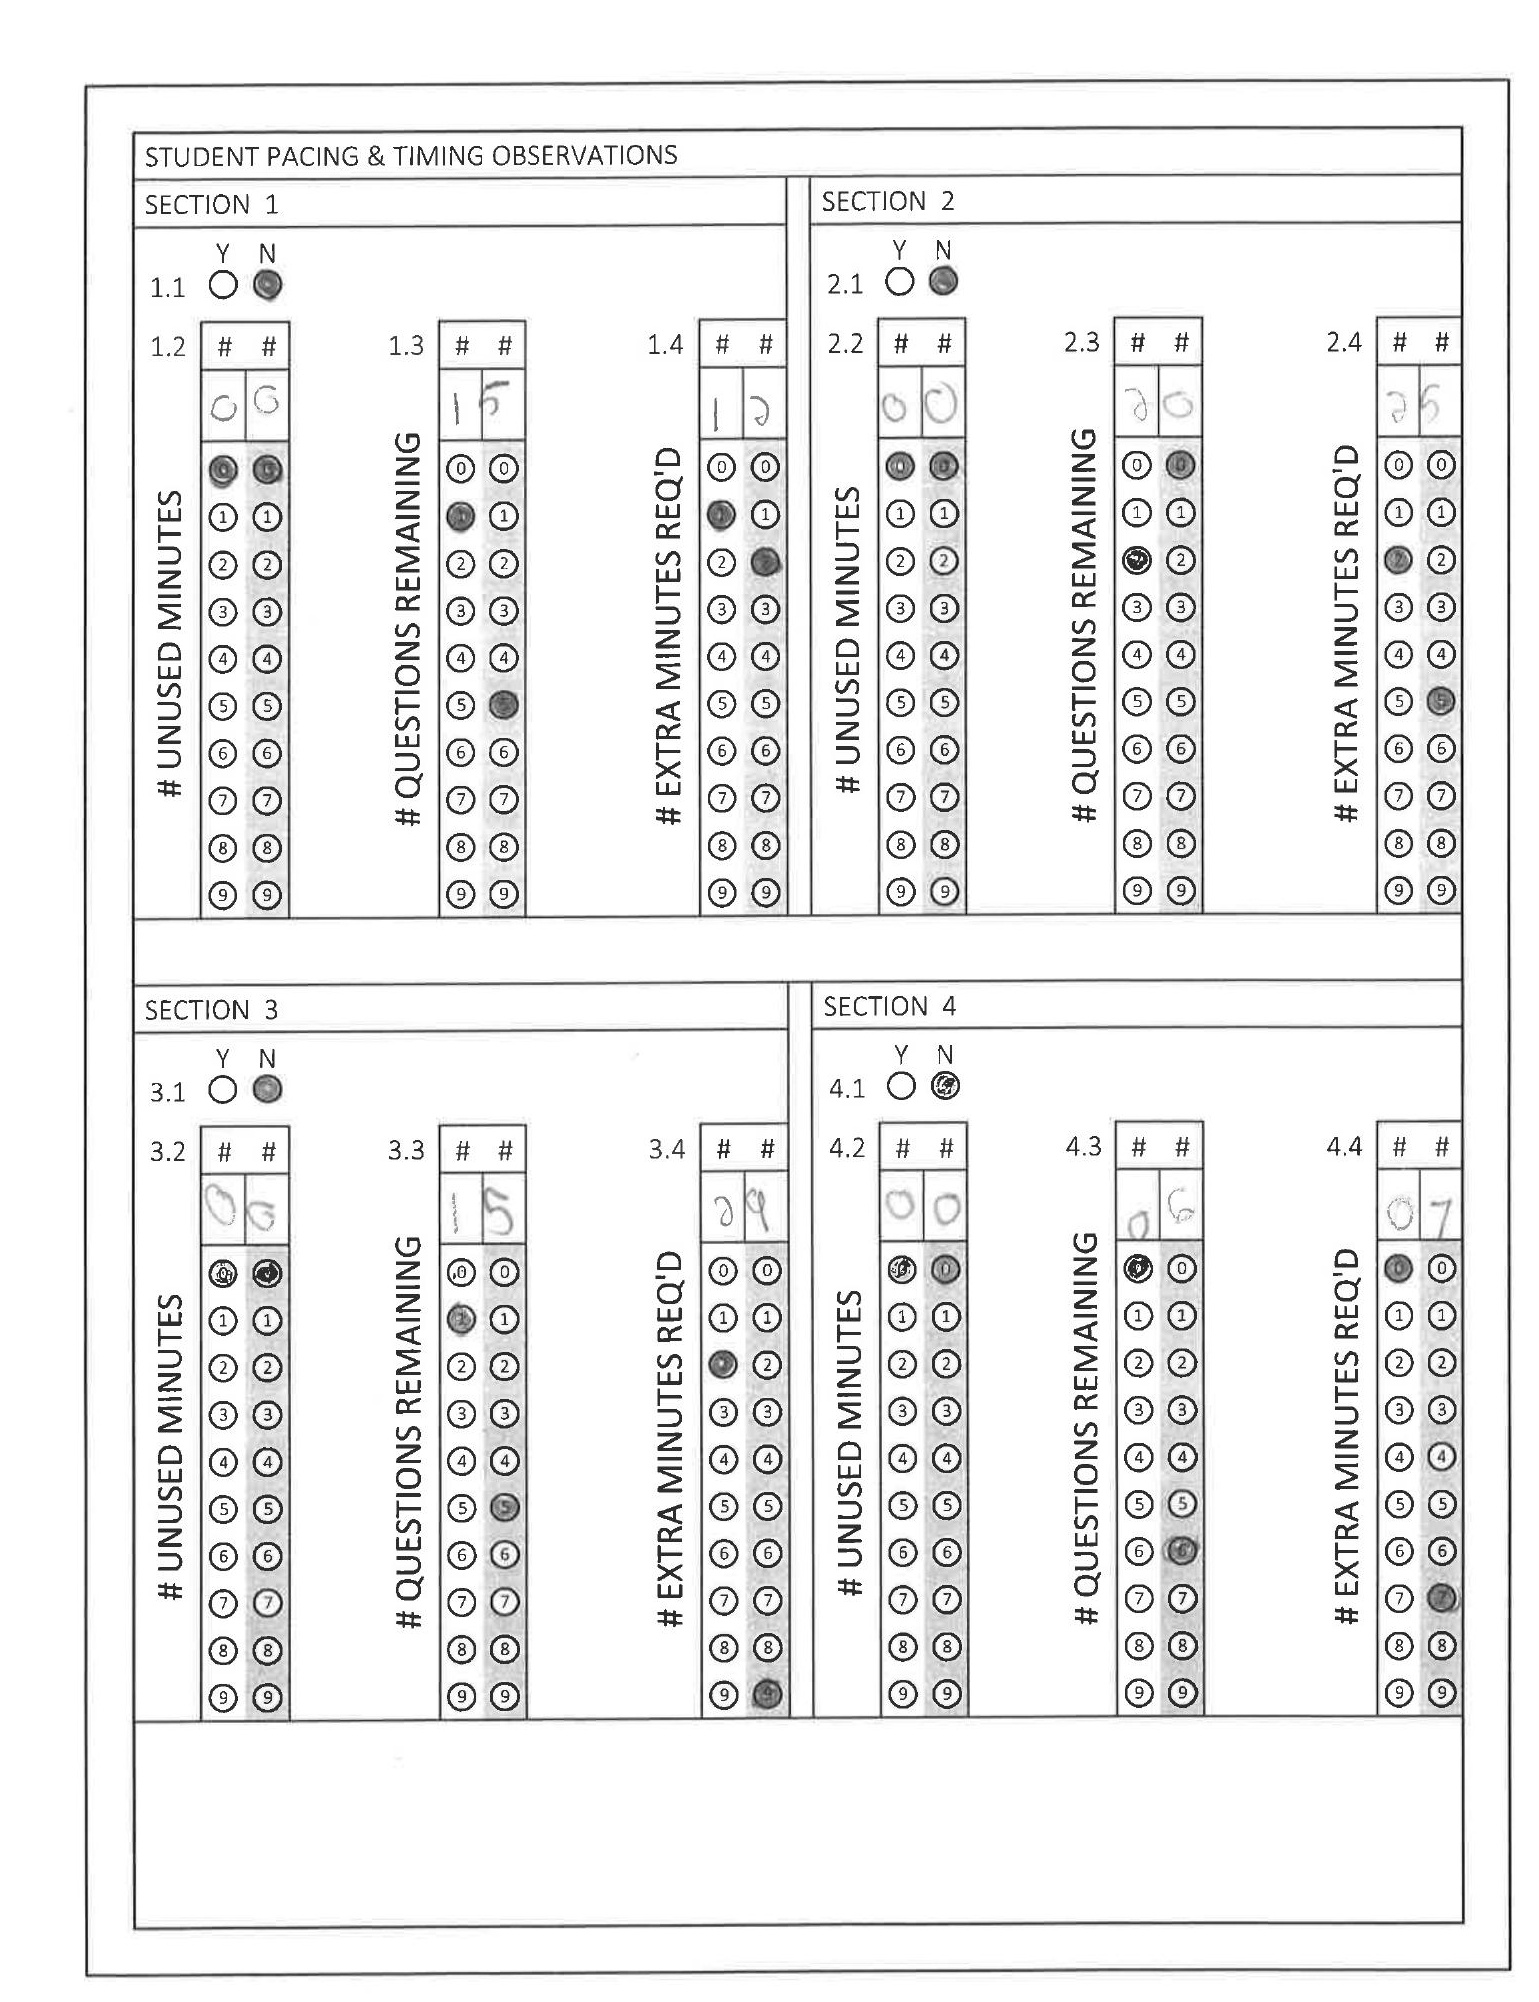 STUDENT PACING & TIMING OBSERVATIONS
SECTION 1
Y N
1.1
1.2 # # 1.3 # # 1.4 # #
0 0 1 5 1 2
# UNUSED MINUTES
# QUESTIONS REMAINING
# EXTRA MINUTES REQ'D
0 0 0 0 0 0
1 1 1 1 1 1
2 2 2 2 2 2
3 3 3 3 3 3
4 4 4 4 4 4
5 5 5 5 5 5
6 6 6 6 6 6
7 7 7 7 7 7
8 8 8 8 8 8
9 9 9 9 9 9
SECTION 2
Y N
2.1
2.2 # # 2.3 # # 2.4 # #
0 0 2 0 2 5
# UNUSED MINUTES
# QUESTIONS REMAINING
# EXTRA MINUTES REQ'D
0 0 0 0 0 0
1 1 1 1 1 1
2 2 2 2 2 2
3 3 3 3 3 3
4 4 4 4 4 4
5 5 5 5 5 5
6 6 6 6 6 6
7 7 7 7 7 7
8 8 8 8 8 8
9 9 9 9 9 9
SECTION 3
Y N
3.1
3.2 # # 3.3 # # 3.4 # #
0 0 1 5 2 9
# UNUSED MINUTES
# QUESTIONS REMAINING
# EXTRA MINUTES REQ'D
0 0 0 0 0 0
1 1 1 1 1 1
2 2 2 2 2 2
3 3 3 3 3 3
4 4 4 4 4 4
5 5 5 5 5 5
6 6 6 6 6 6
7 7 7 7 7 7
8 8 8 8 8 8
9 9 9 9 9 9
SECTION 4
Y N
4.1
4.2 # # 4.3 # # 4.4 # #
0 0 0 6 0 7
# UNUSED MINUTES
# QUESTIONS REMAINING
# EXTRA MINUTES REQ'D
0 0 0 0 0 0
1 1 1 1 1 1
2 2 2 2 2 2
3 3 3 3 3 3
4 4 4 4 4 4
5 5 5 5 5 5
6 6 6 6 6 6
7 7 7 7 7 7
8 8 8 8 8 8
9 9 9 9 9 9